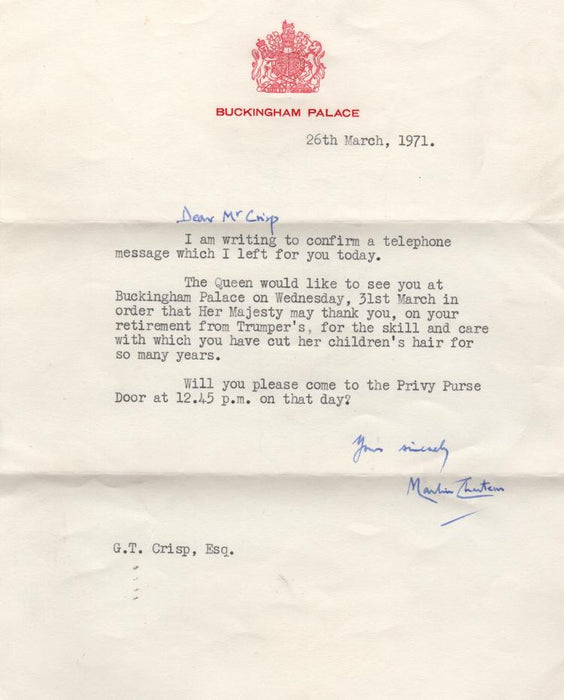 BUCKINGHAM PALACE
26th March, 1971.
Dear Mr Crisp
I am writing to confirm a telephone
message which I left for you today.
The Queen would like to see you at
Buckingham Palace on Wednesday, 31st March in
order that Her Majesty may thank you, on your
retirement from Trumper's, for the skill and care
with which you have cut her children's hair for
so many years.
Will you please come to the Privy Purse
Door at 12.45 p.m. on that day?
Yours sincerely
Martin Charteris
G.T. Crisp, Esq.